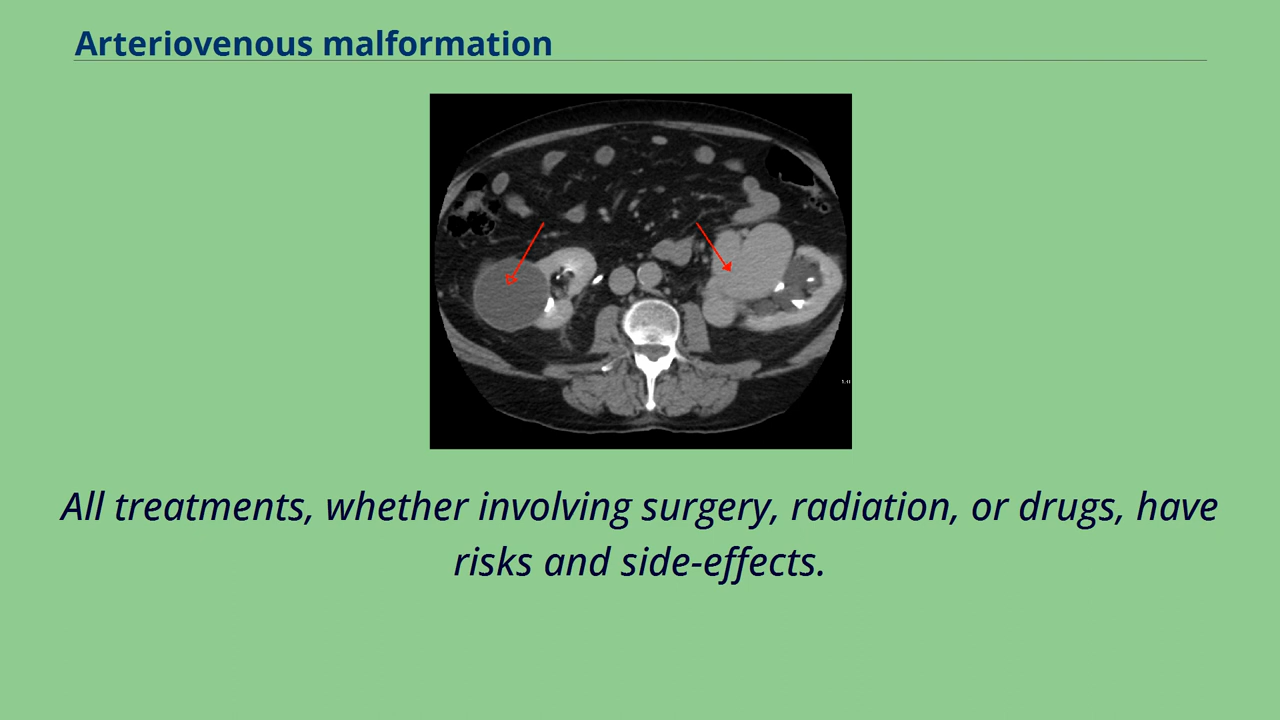 Arteriovenous malformation
All treatments, whether involving surgery, radiation, or drugs, have
risks and side-effects.